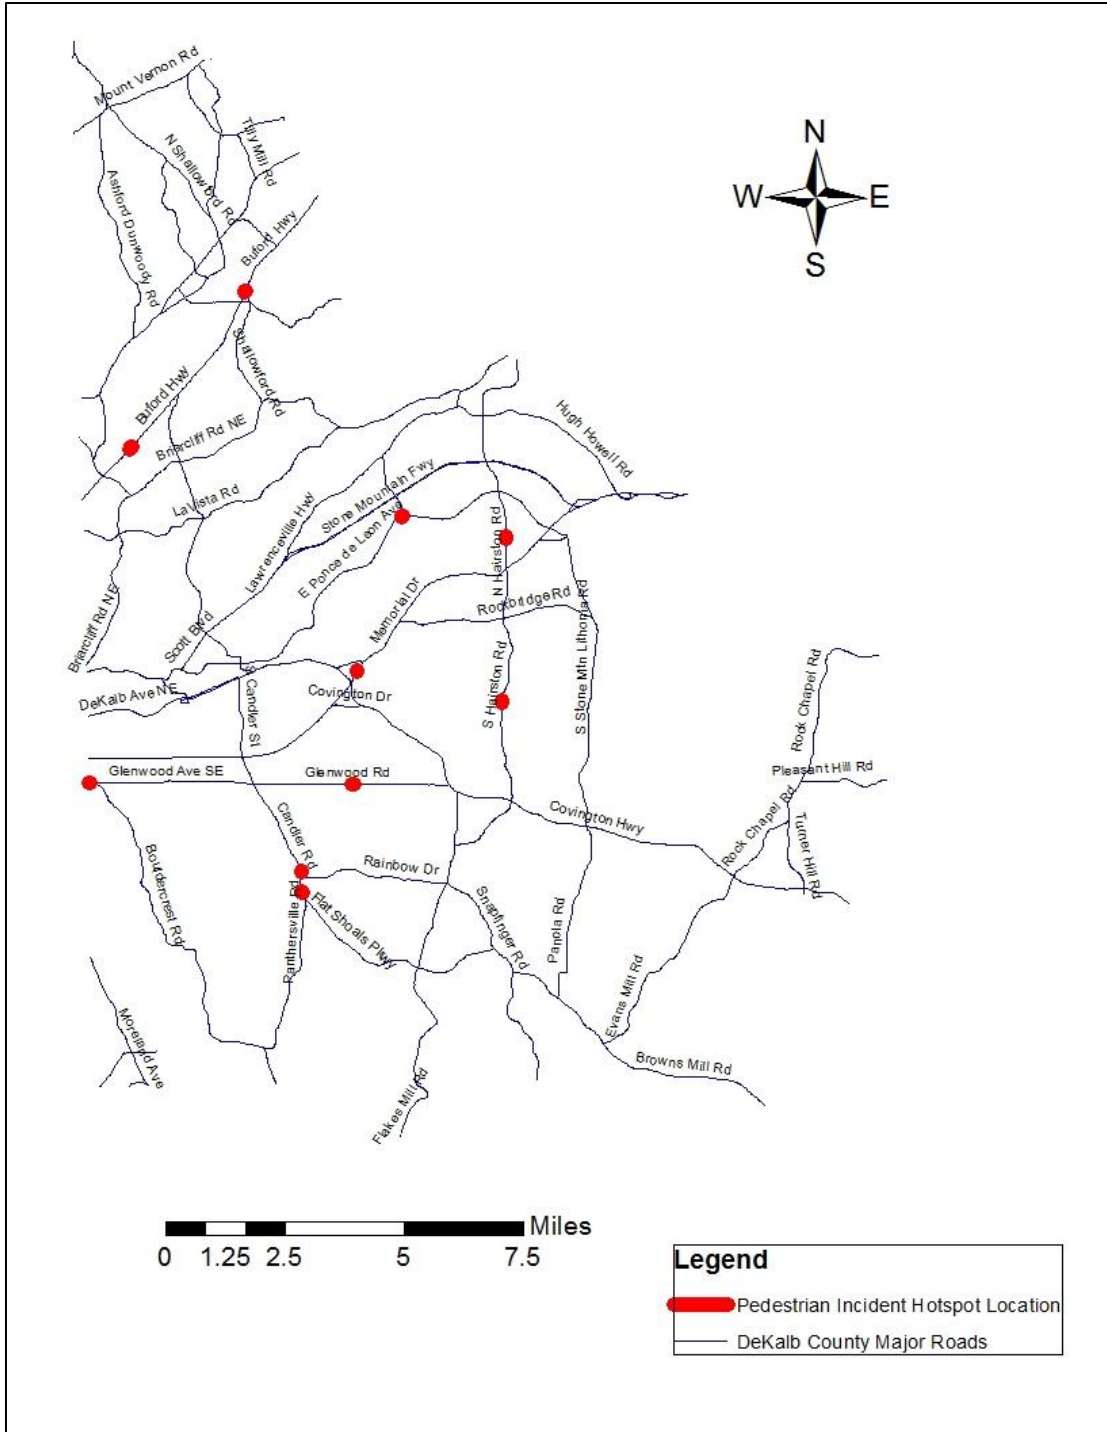 Mount Vernon Rd
N Shallowford Rd
Tilly Mill Rd
Ashford Dunwoody Rd
Buford Hwy
N
W
E
S
Shallowford Rd
Buford Hwy
Briarcliff Rd NE
Hugh Howell Rd
LaVista Rd
Stone Mountain Fwy
Lawrenceville Hwy
E Ponce de Leon Ave
N Hairston Rd
Briarcliff Rd NE
Memorial Dr
Rockbridge Rd
Scott Blvd
S Stone Mtn Lithonia Rd
DeKalb Ave NE
S Candler St
Covington Dr
S Hairston Rd
Rock Chapel Rd
Glenwood Ave SE
Glenwood Rd
Pleasant Hill Rd
Candler Rd
Covington Hwy
Rock Chapel Rd
Turner Hill Rd
Bouldercrest Rd
Rainbow Dr
Panthersville Rd
Flat Shoals Pkwy
Snapfinger Rd
Panola Rd
Evans Mill Rd
Moreland Ave
Flakes Mill Rd
Browns Mill Rd
Miles
0 1.25 2.5 5 7.5
Legend
Pedestrian Incident Hotspot Location
DeKalb County Major Roads